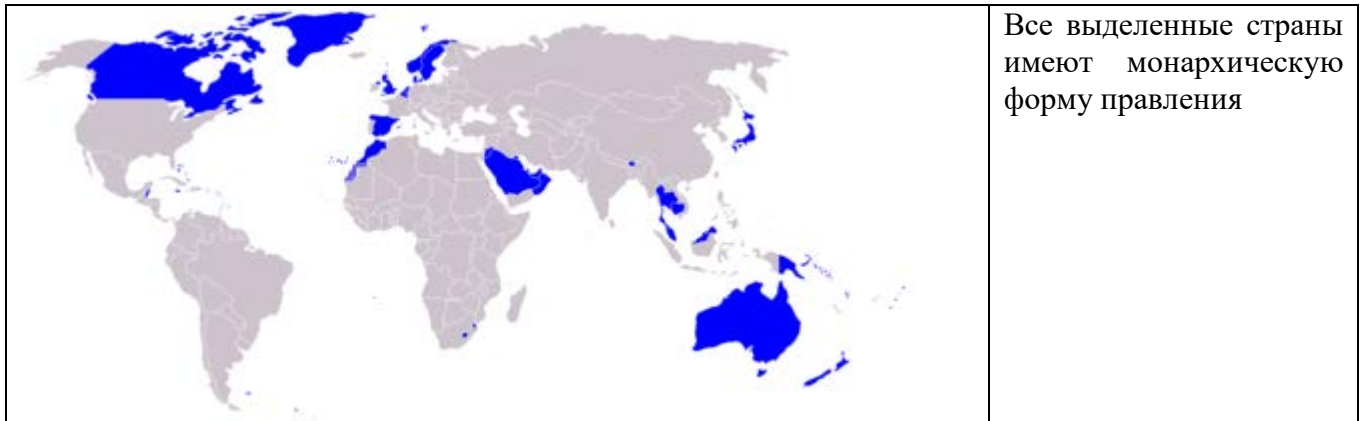 Все выделенные страны
имеют монархическую
форму правления